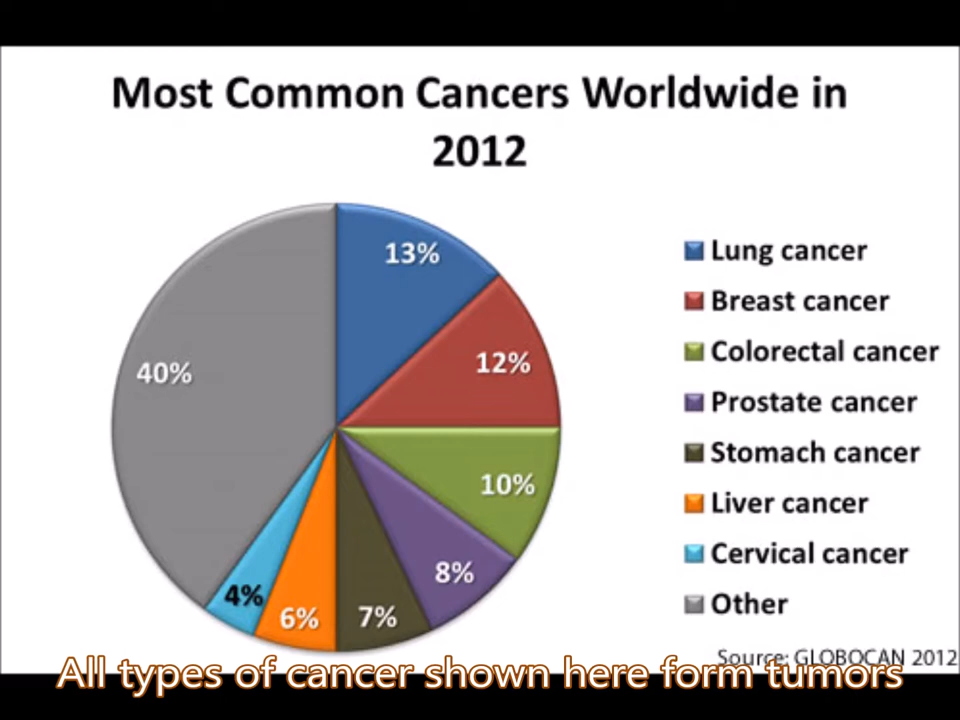 Most Common Cancers Worldwide in
2012
13%
12%
10%
8%
7%
6%
4%
40%
Lung cancer
Breast cancer
Colorectal cancer
Prostate cancer
Stomach cancer
Liver cancer
Cervical cancer
Other
Source: GLOBOCAN 2012
All types of cancer shown here form tumors